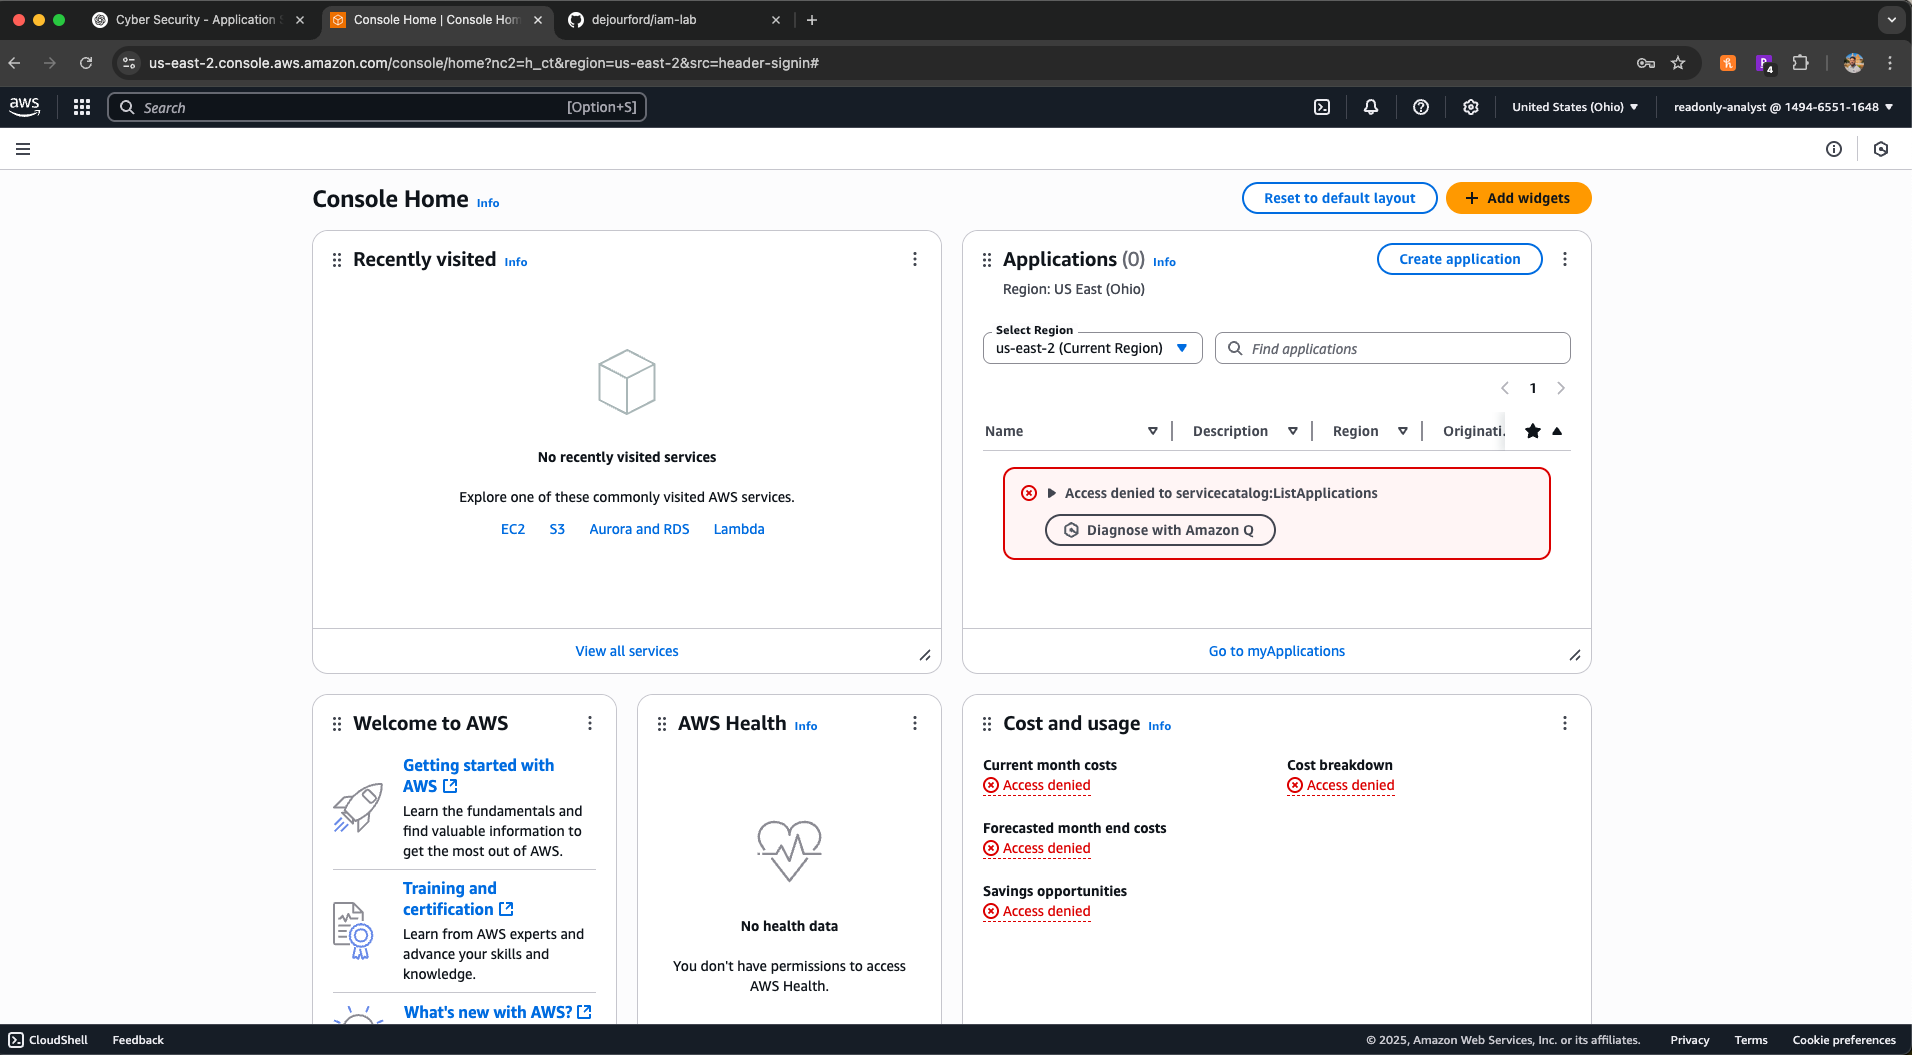 Cyber Security - Application S
Console Home | Console Hom
dejourford/iam-lab
us-east-2.console.aws.amazon.com/console/home?nc2=h_ct&region=us-east-2&src=header-signin#
4
aws
Search
[Option+S]
United States (Ohio)
readonly-analyst @ 1494-6551-1648
Console Home Info
Reset to default layout
Add widgets
Recently visited Info
No recently visited services
Explore one of these commonly visited AWS services.
EC2 S3 Aurora and RDS Lambda
View all services
Applications (0) Info
Create application
Region: US East (Ohio)
Select Region
us-east-2 (Current Region)
Find applications
1
Name Description Region Originati.
Access denied to servicecatalog:ListApplications
Diagnose with Amazon Q
Go to myApplications
Welcome to AWS
Getting started with
AWS
Learn the fundamentals and
find valuable information to
get the most out of AWS.
Training and
certification
Learn from AWS experts and
advance your skills and
knowledge.
What's new with AWS?
AWS Health Info
No health data
You don't have permissions to access
AWS Health.
Cost and usage Info
Current month costs
Access denied
Cost breakdown
Access denied
Forecasted month end costs
Access denied
Savings opportunities
Access denied
CloudShell
Feedback
© 2025, Amazon Web Services, Inc. or its affiliates.
Privacy
Terms
Cookie preferences